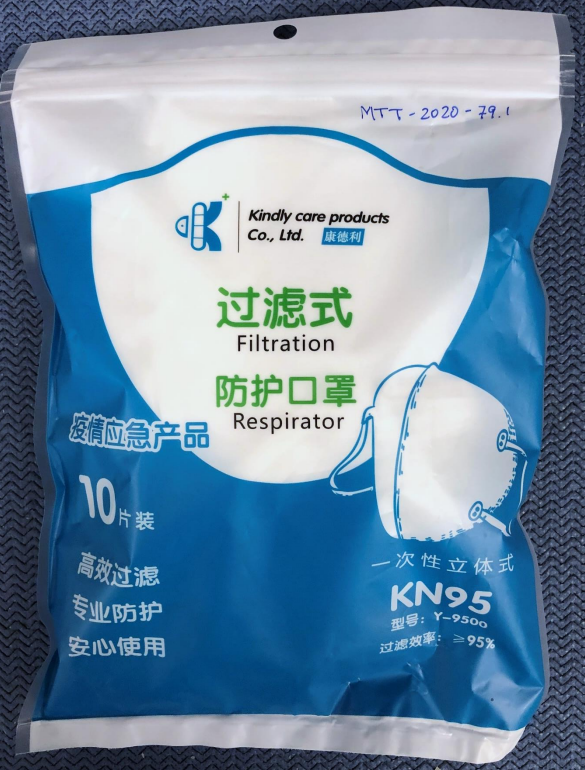 MTT-2020-79.1
Kindly care products
Co., Ltd. 康德利
过滤式
Filtration
防护口罩
Respirator
疫情应急产品
10片装
高效过滤
专业防护
安心使用
一次性立体式
KN95
型号: Y-9500
过滤效率: ≥95%